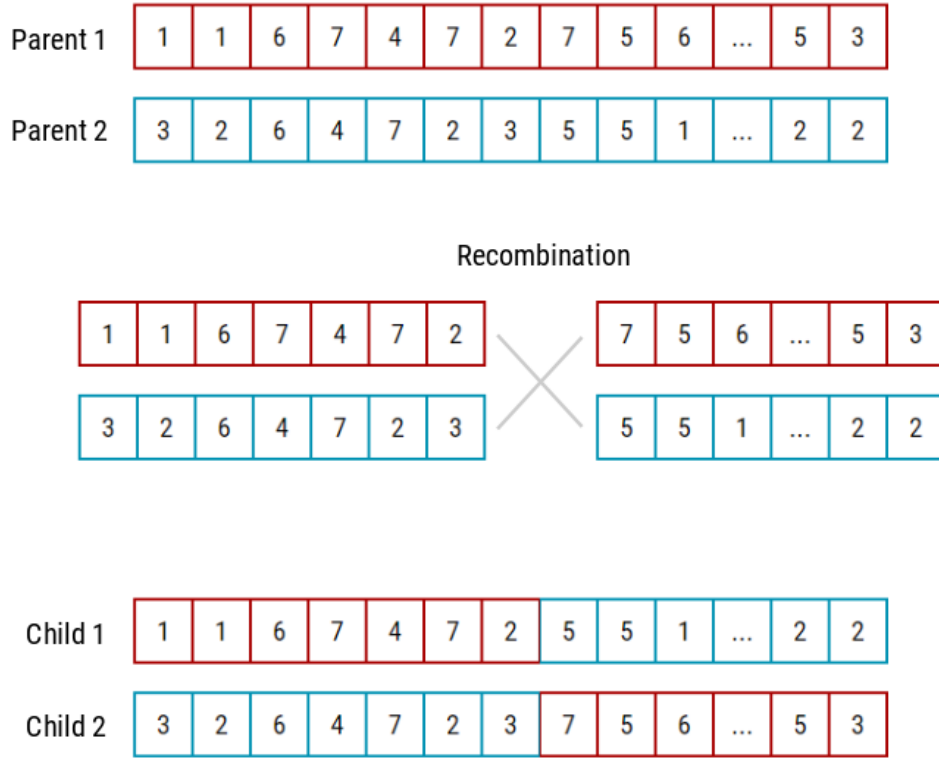 Parent 1 1 1 6 7 4 7 2 7 5 6 ... 5 3
Parent 2 3 2 6 4 7 2 3 5 5 1 ... 2 2
Recombination
1 1 6 7 4 7 2 7 5 6 ... 5 3
3 2 6 4 7 2 3 5 5 1 ... 2 2
Child 1 1 1 6 7 4 7 2 5 5 1 ... 2 2
Child 2 3 2 6 4 7 2 3 7 5 6 ... 5 3